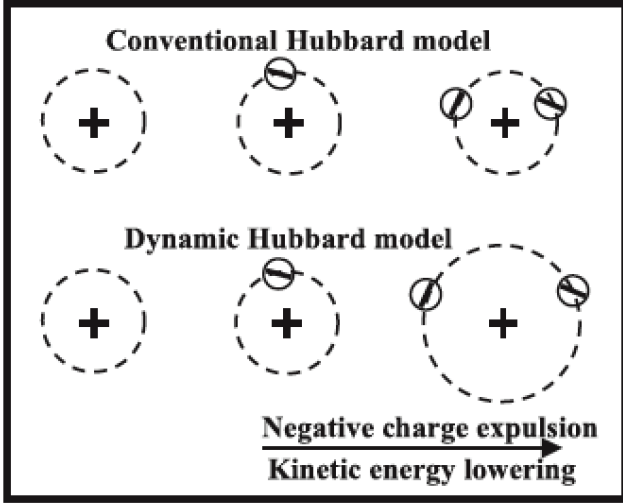 Conventional Hubbard model
Dynamic Hubbard model
Negative charge expulsion
Kinetic energy lowering